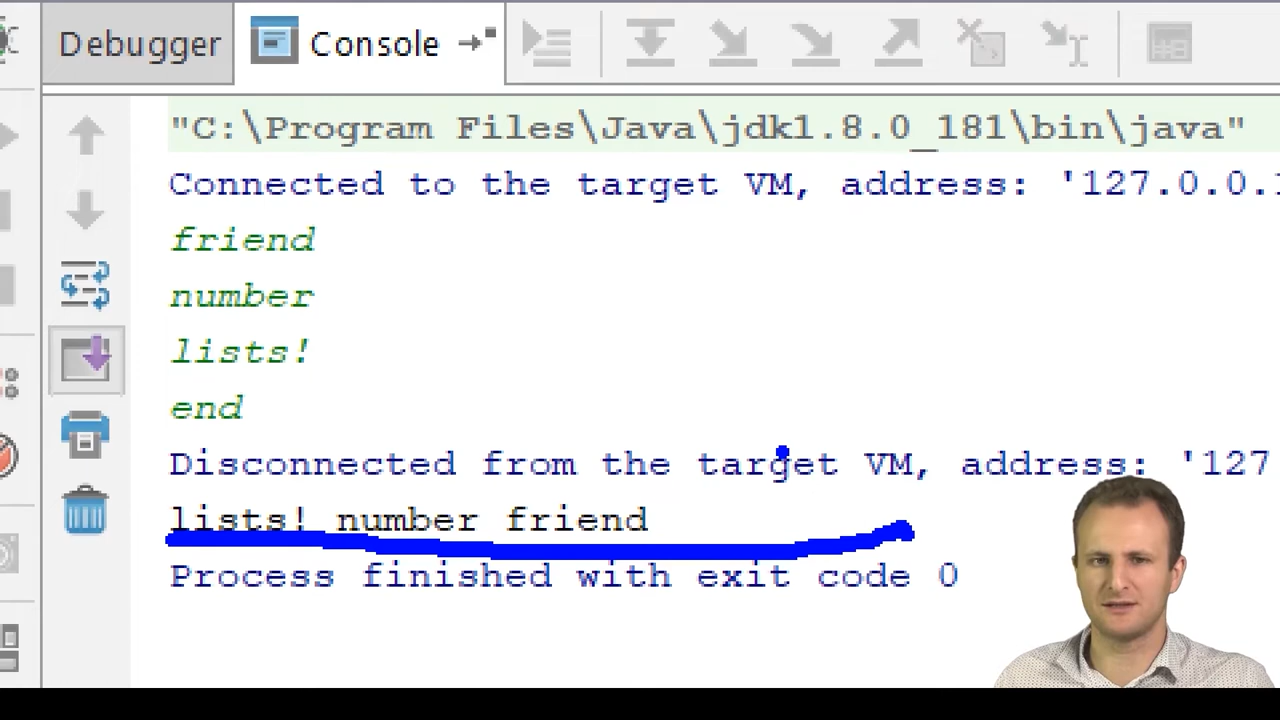 Debugger Console
"C:\Program Files\Java\jdk1.8.0_181\bin\java"
Connected to the target VM, address: '127.0.0.1
friend
number
lists!
end
Disconnected from the target VM, address: '127
lists! number friend
Process finished with exit code 0